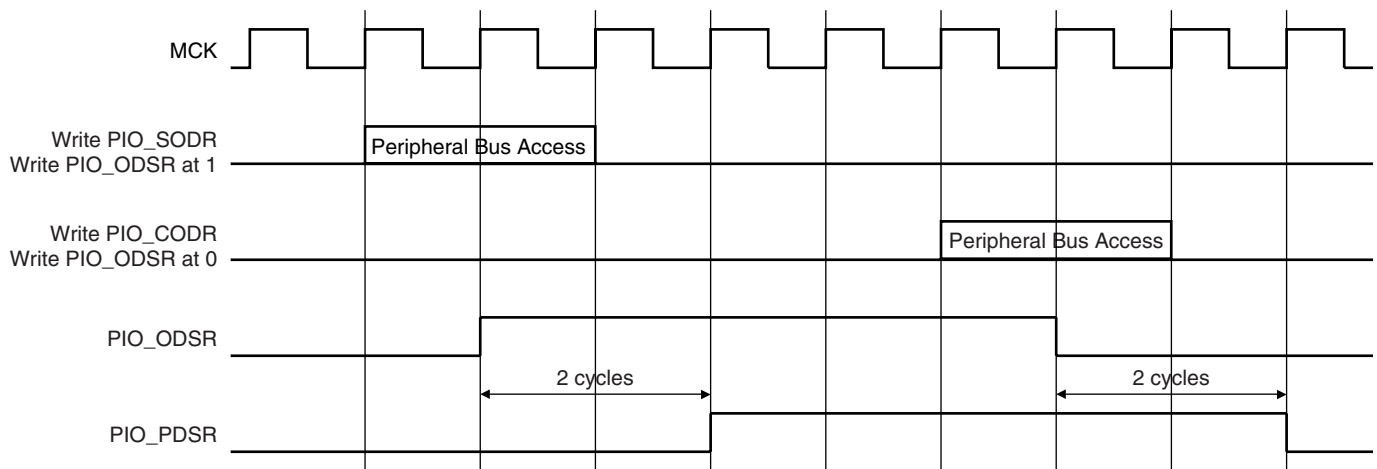 MCK
Write PIO_SODR
Write PIO_ODSR at 1
Peripheral Bus Access
Write PIO_CODR
Write PIO_ODSR at 0
Peripheral Bus Access
PIO_ODSR
2 cycles
2 cycles
PIO_PDSR